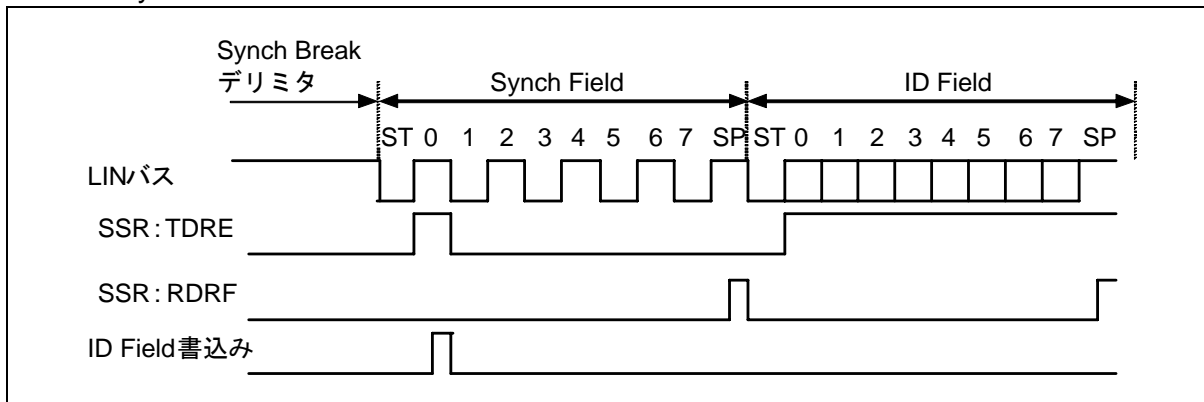 Synch Break
デリミタ
Synch Field
ID Field
ST 0 1 2 3 4 5 6 7 SP ST 0 1 2 3 4 5 6 7 SP
LINバス
SSR:TDRE
SSR:RDRF
ID Field書込み